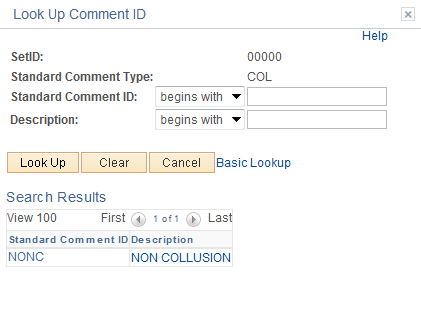 Look Up Comment ID
Help
SetID: 00000
Standard Comment Type: COL
Standard Comment ID: begins with
Description: begins with
Look Up Clear Cancel Basic Lookup
Search Results
View 100 First 1 of 1 Last
Standard Comment ID Description
NONC NON COLLUSION